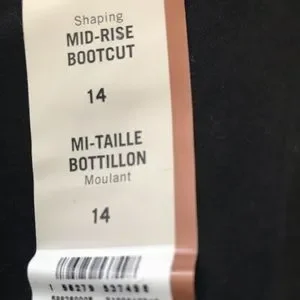 Shaping
MID-RISE
BOOTCUT
14
MI-TAILLE
BOTTILLON
Moulant
14